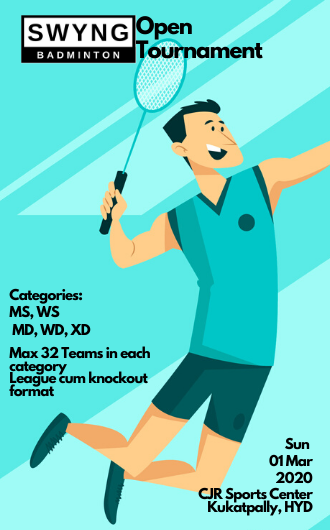 SWYNG
BADMINTON
Open
Tournament
Categories:
MS, WS
MD, WD, XD
Max 32 Teams in each
category
League cum knockout
format
Sun
01 Mar
2020
CJR Sports Center
Kukatpally, HYD